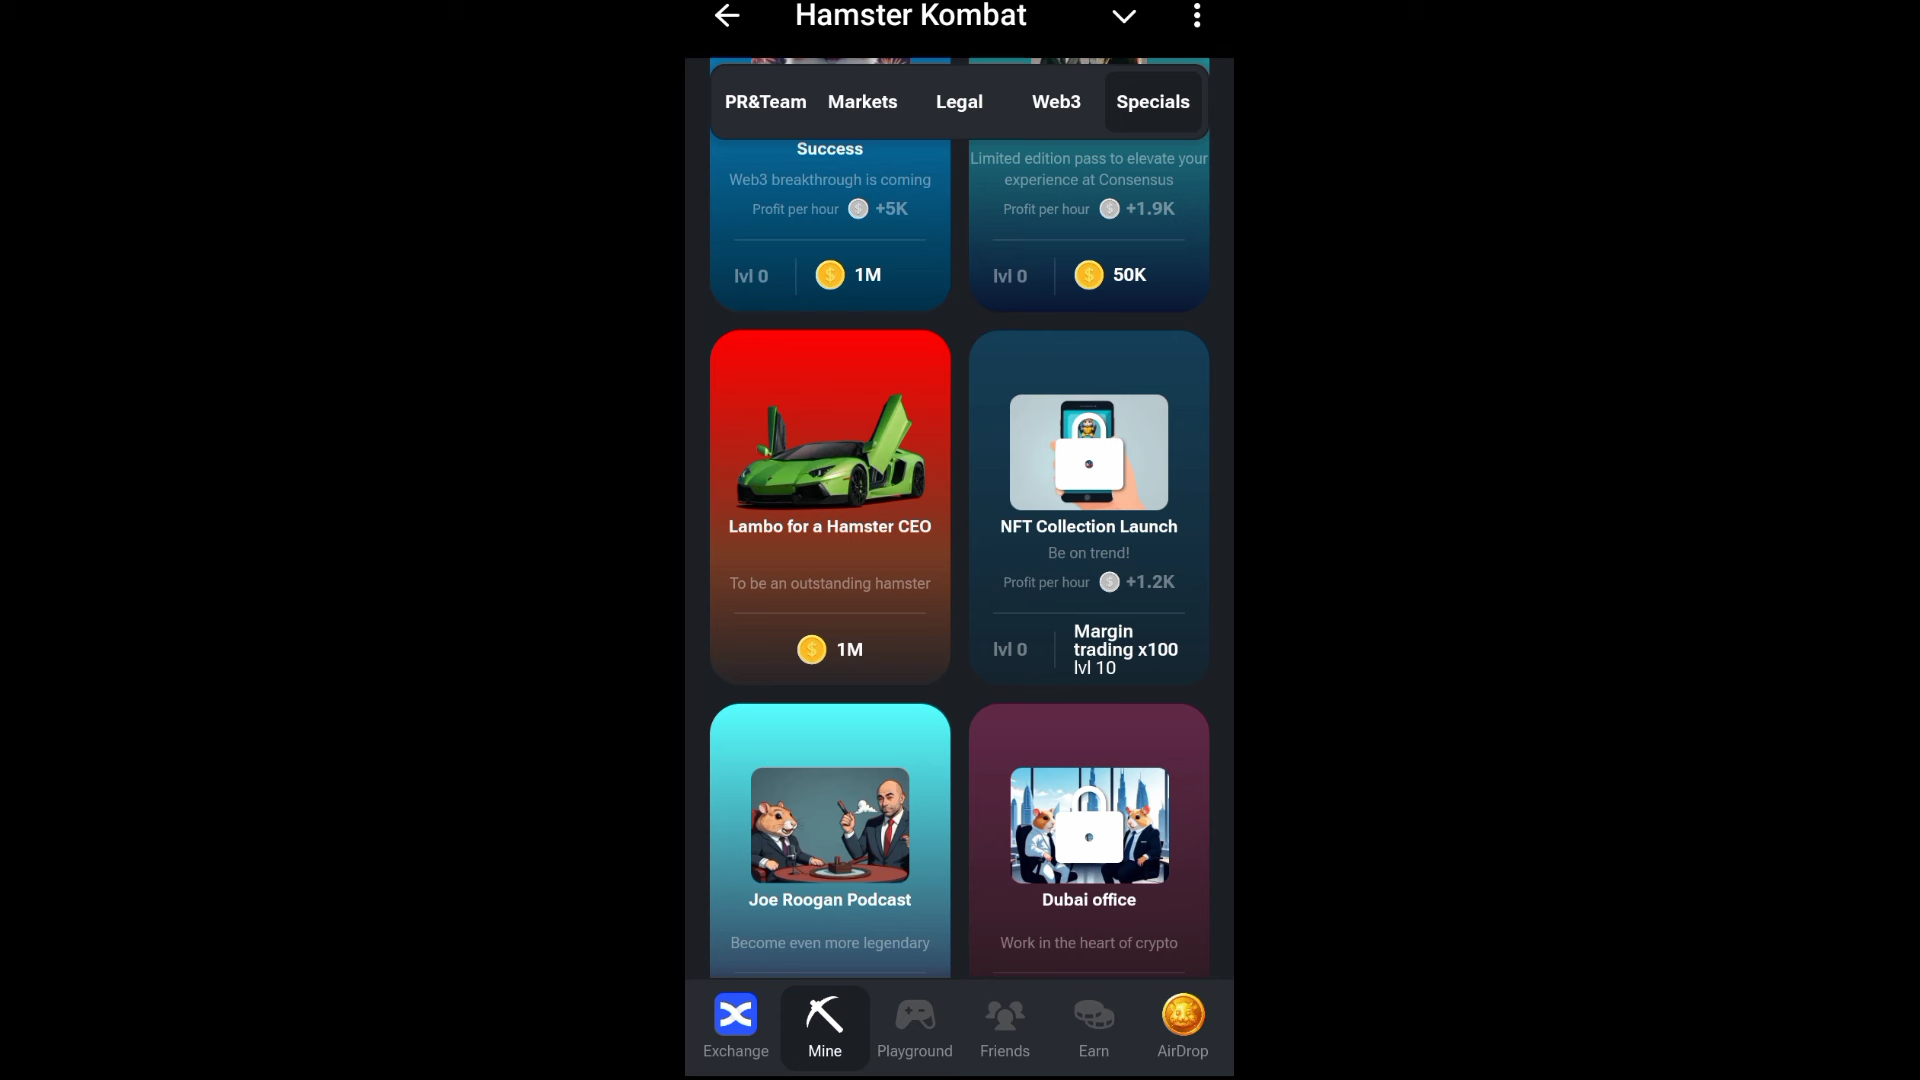 Hamster Kombat
PR&Team Markets Legal Web3 Specials
Success
Web3 breakthrough is coming
Profit per hour +5K
lvl 0 1M
Limited edition pass to elevate your
experience at Consensus
Profit per hour +1.9K
lvl 0 50K
Lambo for a Hamster CEO
To be an outstanding hamster
1M
NFT Collection Launch
Be on trend!
Profit per hour +1.2K
lvl 0
Margin
trading x100
lvl 10
Joe Roogan Podcast
Become even more legendary
Dubai office
Work in the heart of crypto
Exchange Mine Playground Friends Earn AirDrop